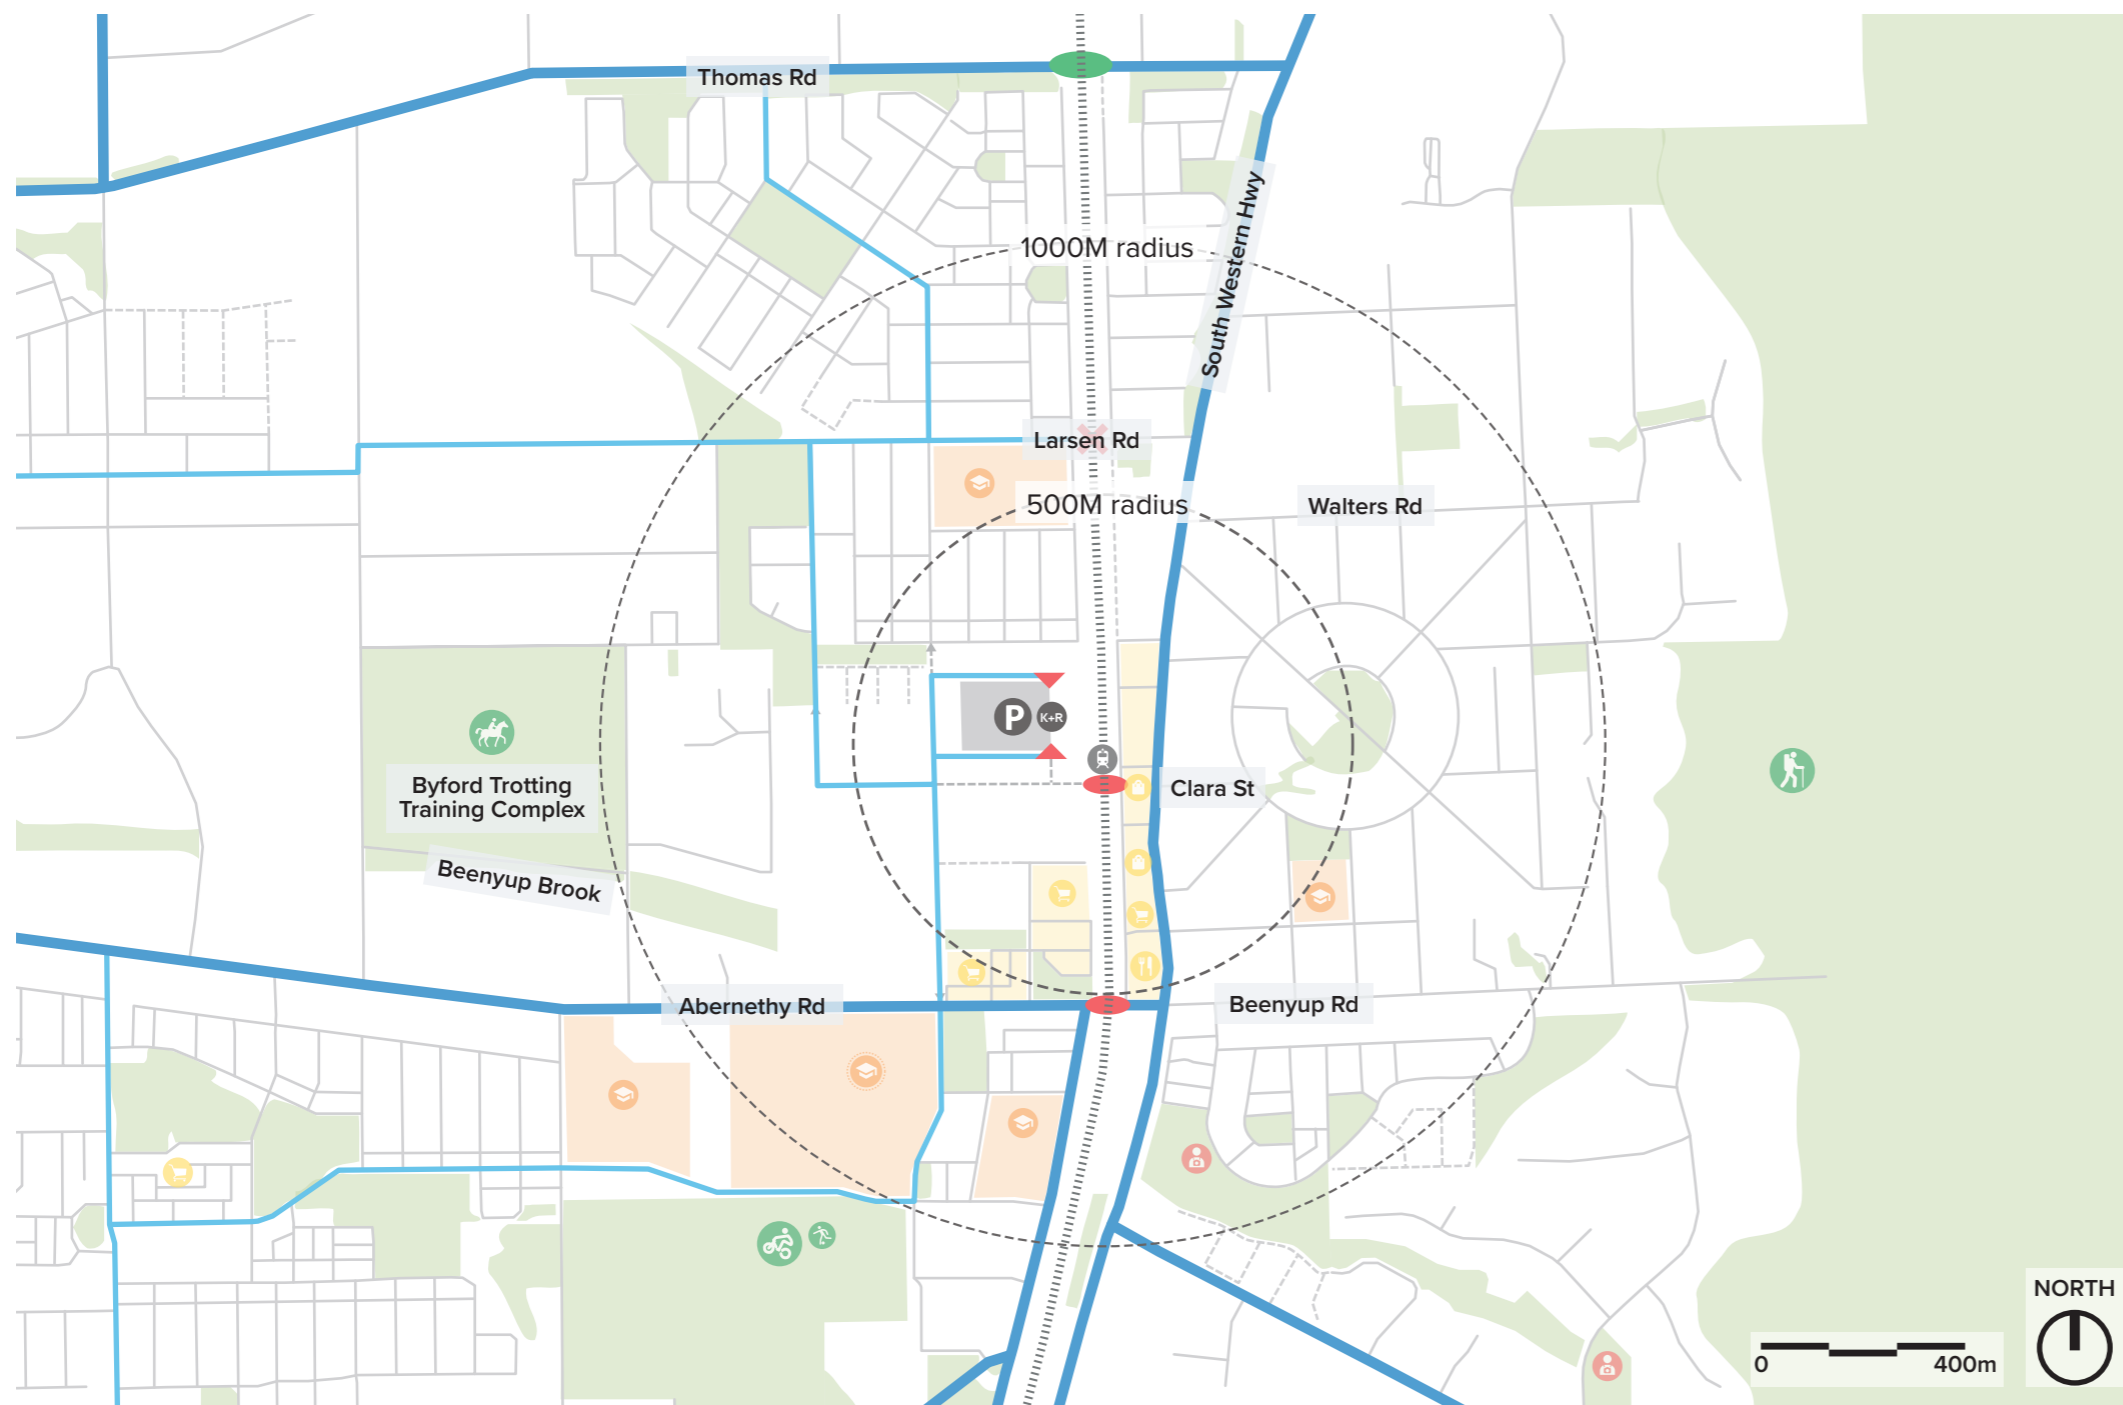 Thomas Rd
South Western Hwy
1000M radius
Larsen Rd
500M radius
Walters Rd
P
K+R
Byford Trotting
Training Complex
Clara St
Beenyup Brook
Abernethy Rd
Beenyup Rd
NORTH
0
400m